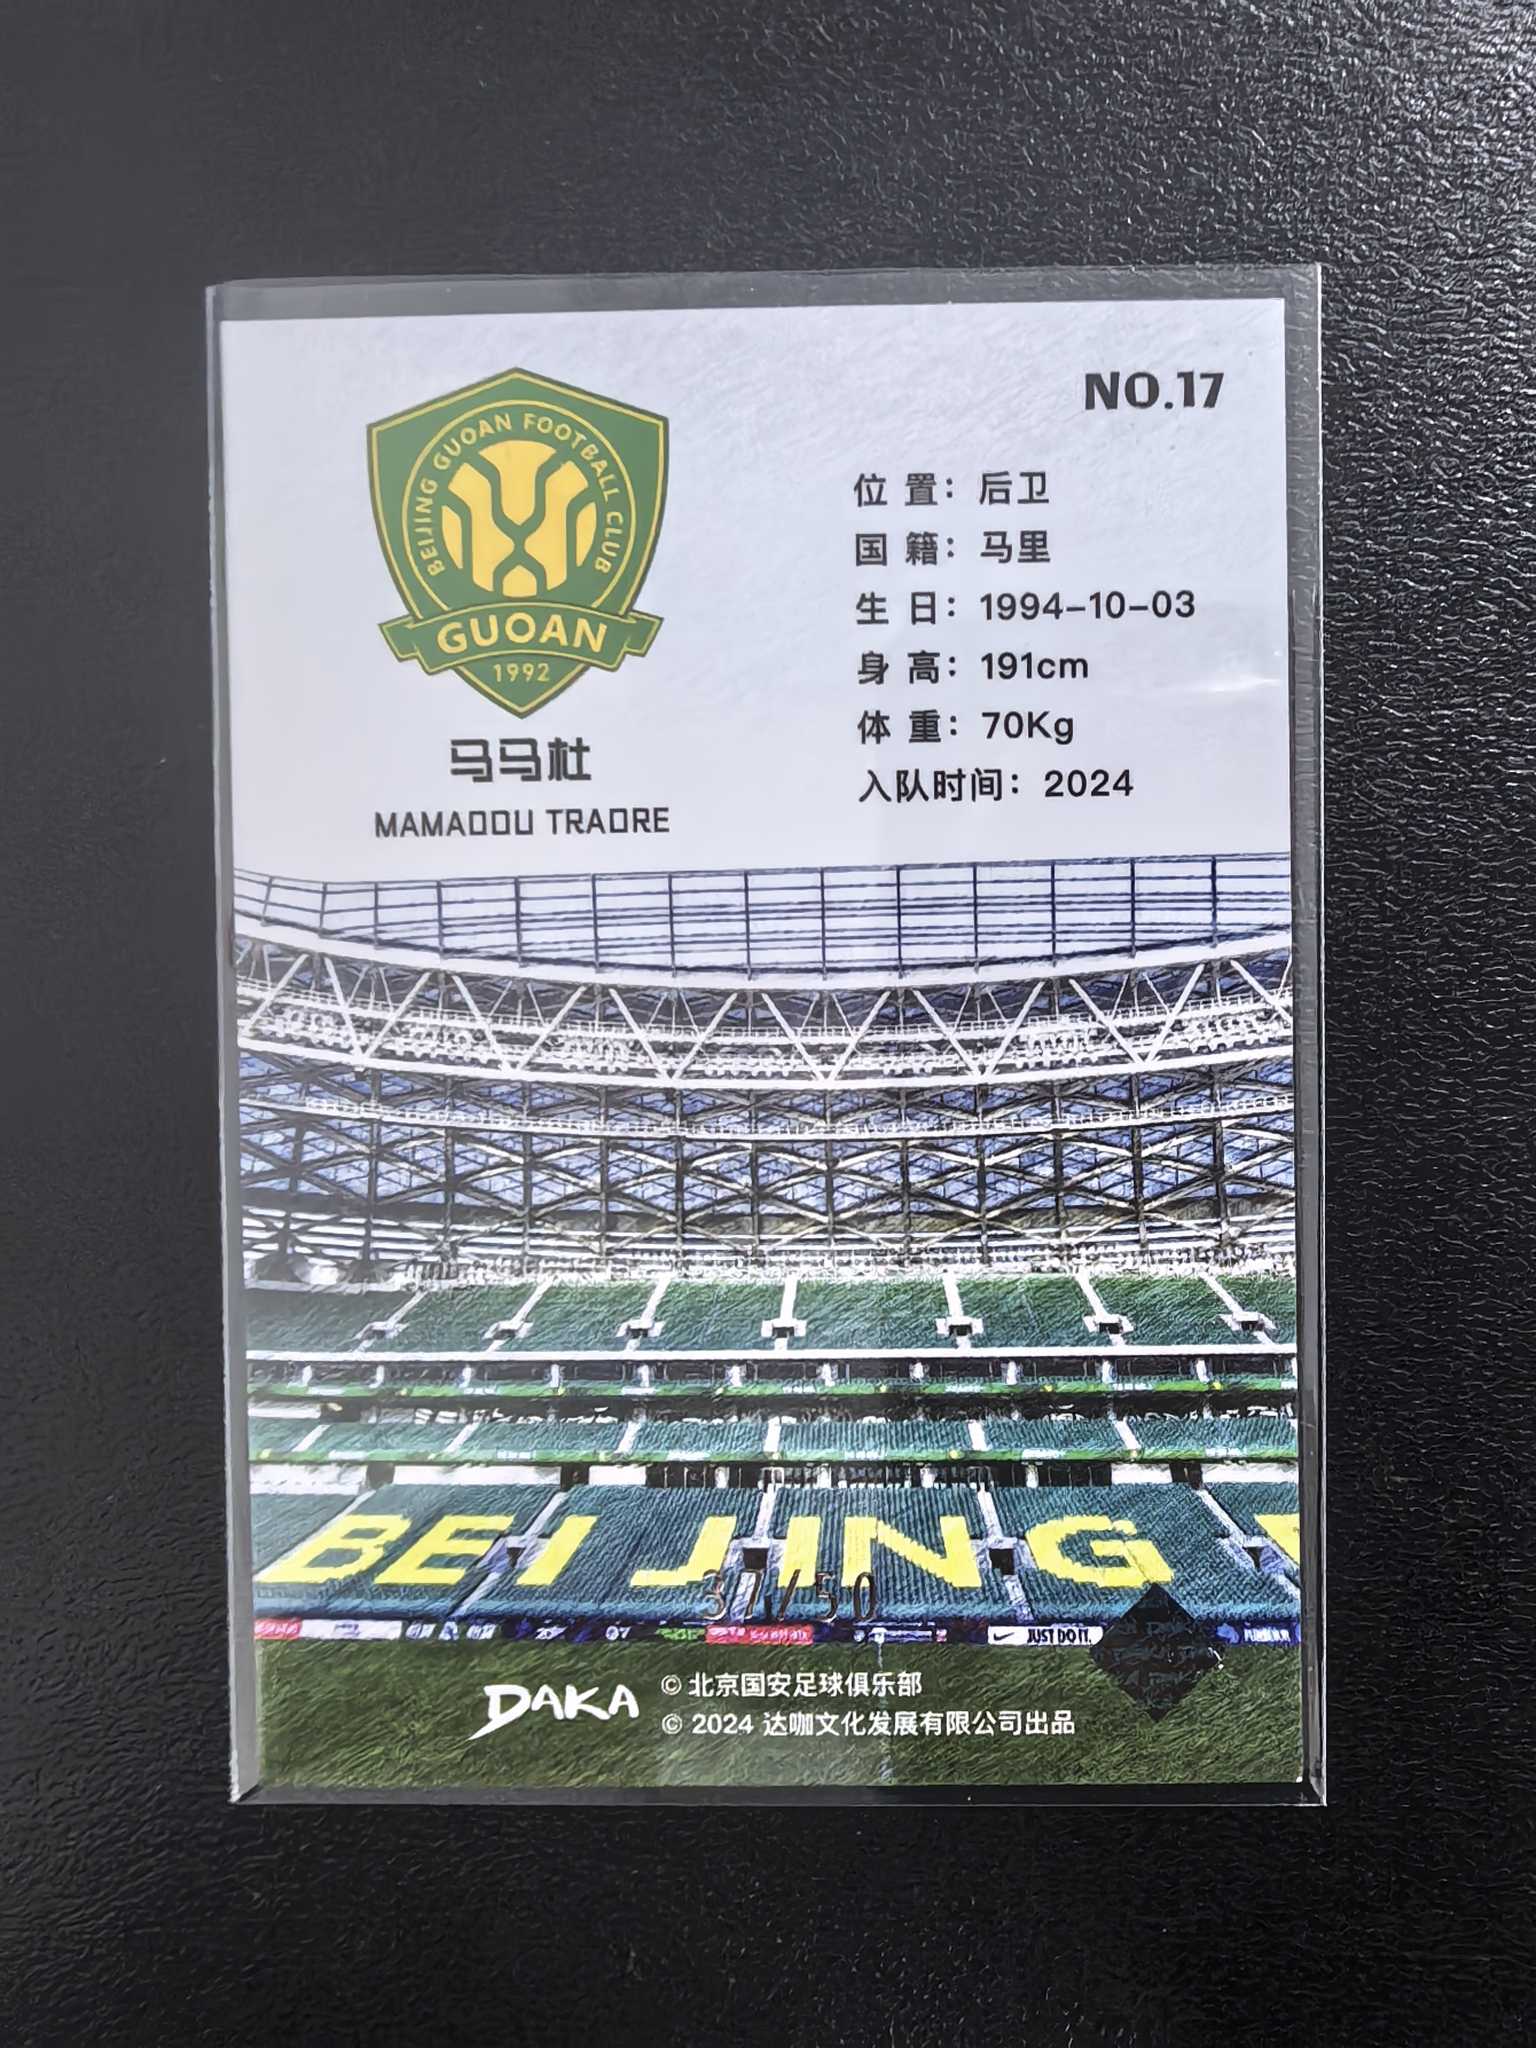 NO.17
BEIJING GUOAN FOOTBALL CLUB
GUOAN
1992
马马杜
MAMADOU TRAORE
位 置：后卫
国 籍：马里
生 日：1994-10-03
身 高：191cm
体 重：70Kg
入队时间：2024
BEIJING
37/50
JUST DO IT.
DAKA
© 北京国安足球俱乐部
© 2024 达咖文化发展有限公司出品